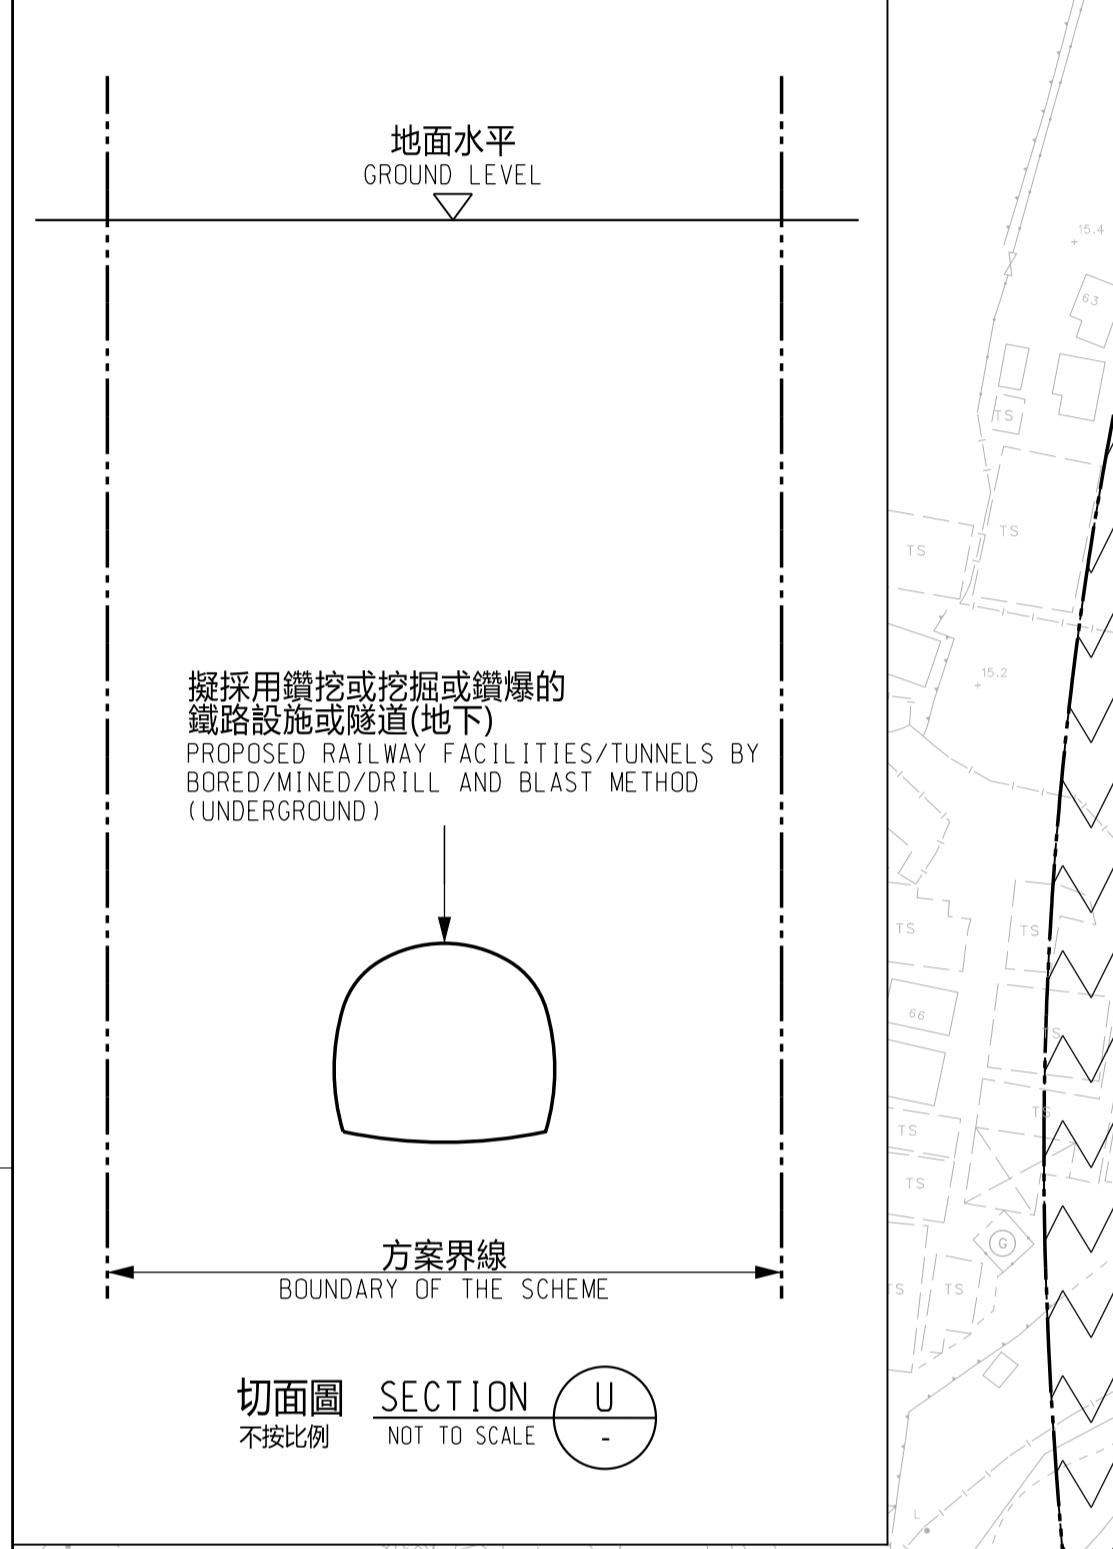 地面水平
GROUND LEVEL
擬採用鑽挖或挖掘或鑽爆的
鐵路設施或隧道(地下)
PROPOSED RAILWAY FACILITIES/TUNNELS BY
BORED/MINED/DRILL AND BLAST METHOD
(UNDERGROUND)
方案界線
BOUNDARY OF THE SCHEME
切面圖 SECTION U
不按比例 NOT TO SCALE -
15.4
63
TS
TS
TS
15.2
TS
TS
66
TS
TS
TS
TS
G
TS
TS
L